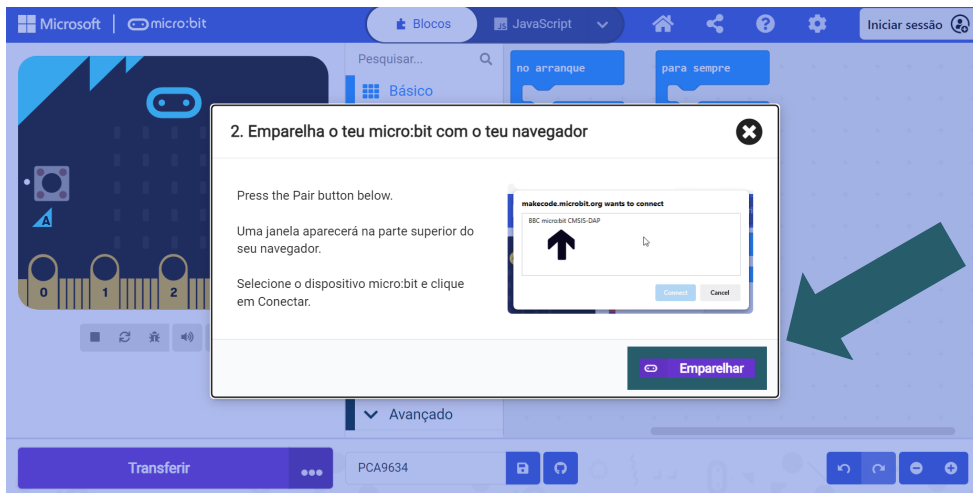 Microsoft
micro:bit
Blocos
JavaScript
Iniciar sessão
Pesquisar...
Básico
no arranque
para sempre
2. Emparelha o teu micro:bit com o teu navegador
Press the Pair button below.
Uma janela aparecerá na parte superior do
seu navegador.
Selecione o dispositivo micro:bit e clique
em Conectar.
makecode.microbit.org wants to connect
BBC micro:bit CMSIS-DAP
Connect
Cancel
A
0
1
2
Emparelhar
Avançado
Transferir
PCA9634